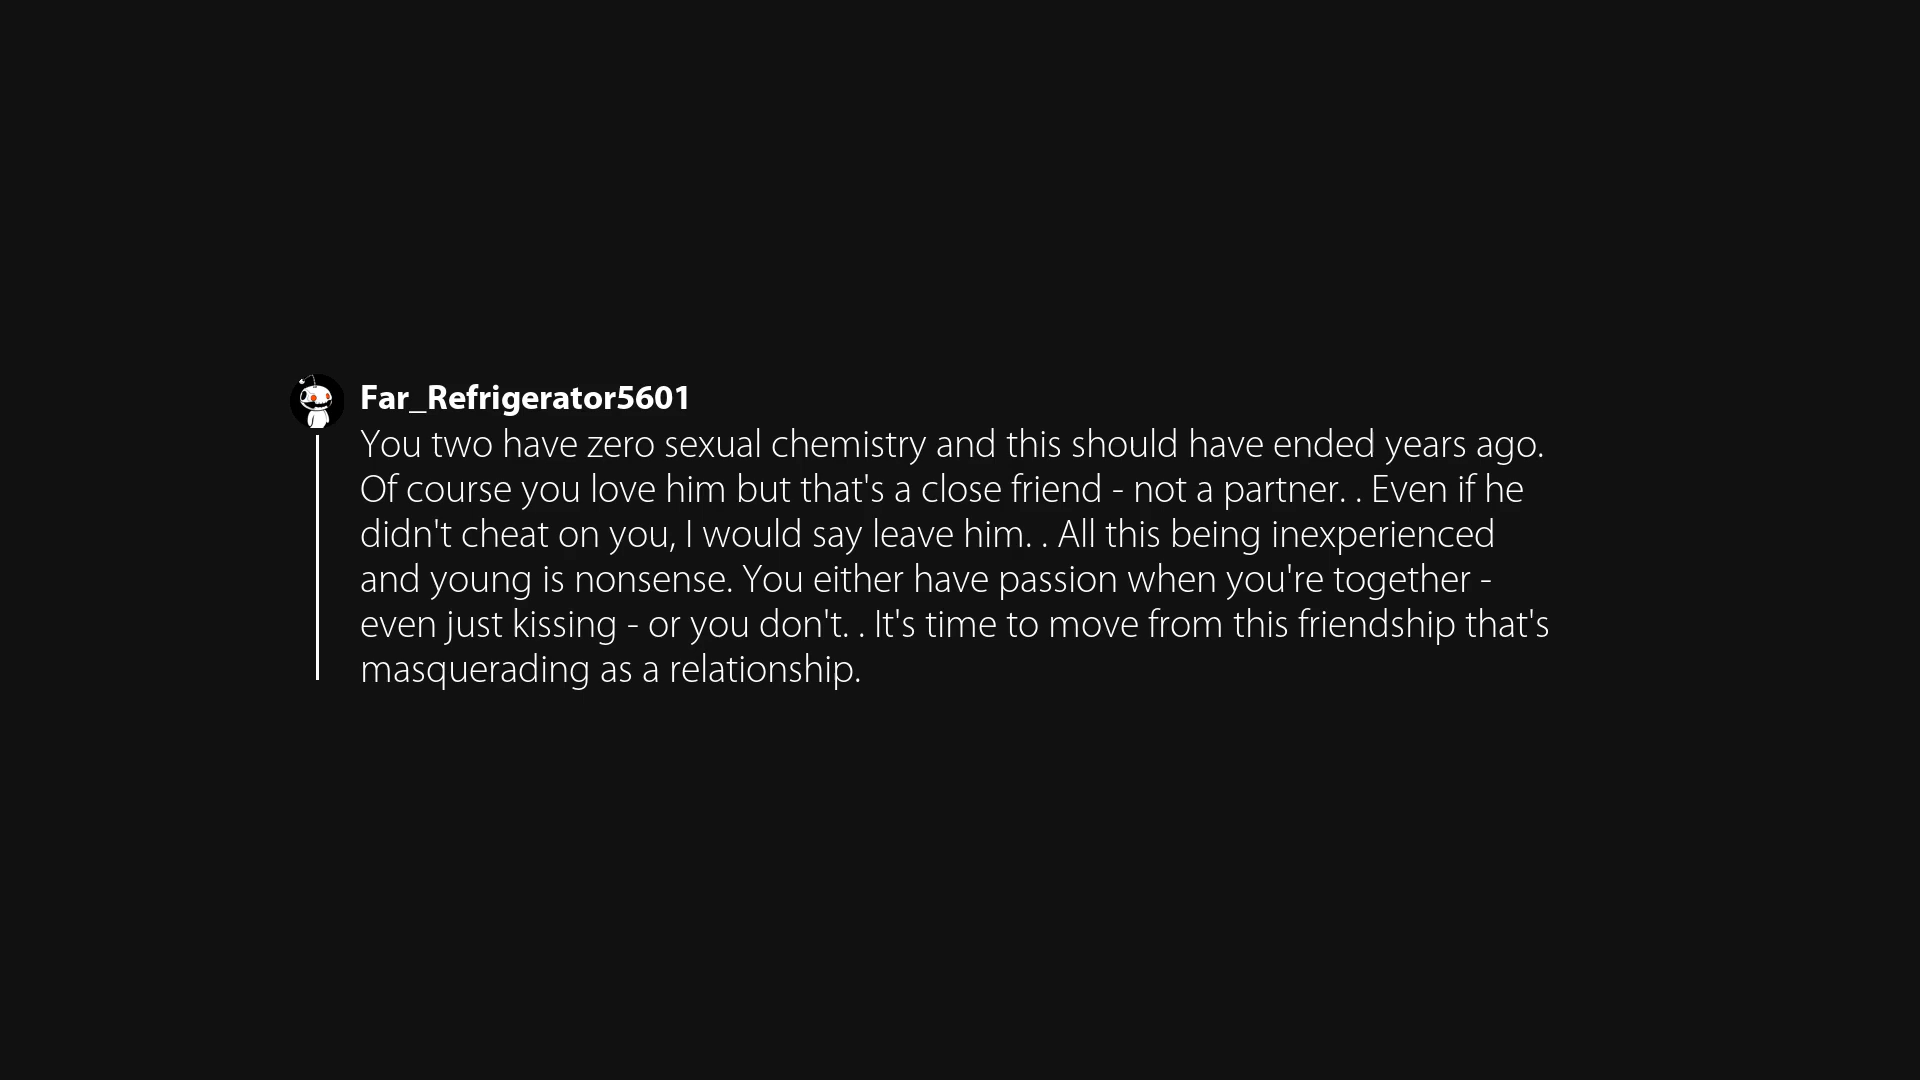 Far_Refrigerator5601
You two have zero sexual chemistry and this should have ended years ago.
Of course you love him but that's a close friend - not a partner. . Even if he
didn't cheat on you, I would say leave him. . All this being inexperienced
and young is nonsense. You either have passion when you're together -
even just kissing - or you don't. . It's time to move from this friendship that's
masquerading as a relationship.